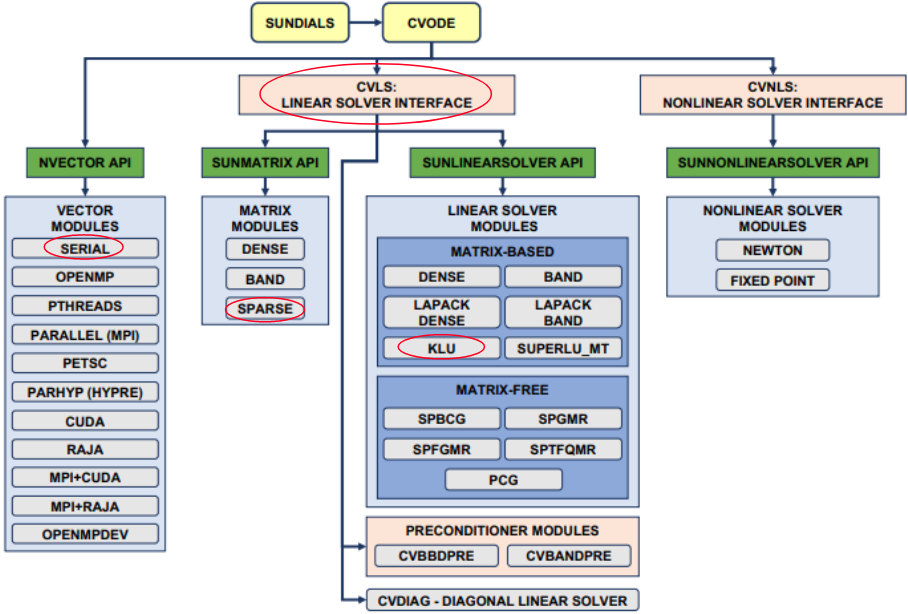 SUNDIALS
CVODE
CVLS:
LINEAR SOLVER INTERFACE
CVNLS:
NONLINEAR SOLVER INTERFACE
NVECTOR API
SUNMATRIX API
SUNLINEARSOLVER API
SUNNONLINEARSOLVER API
VECTOR
MODULES
SERIAL
OPENMP
PTHREADS
PARALLEL (MPI)
PETSC
PARHYP (HYPRE)
CUDA
RAJA
MPI+CUDA
MPI+RAJA
OPENMPDEV
MATRIX
MODULES
DENSE
BAND
SPARSE
LINEAR SOLVER
MODULES
MATRIX-BASED
DENSE
BAND
LAPACK
DENSE
LAPACK
BAND
KLU
SUPERLU_MT
MATRIX-FREE
SPBCG
SPGMR
SPFGMR
SPTFQMR
PCG
PRECONDITIONER MODULES
CVBBDPRE
CVBANDPRE
CVDIAG - DIAGONAL LINEAR SOLVER
NONLINEAR SOLVER
MODULES
NEWTON
FIXED POINT